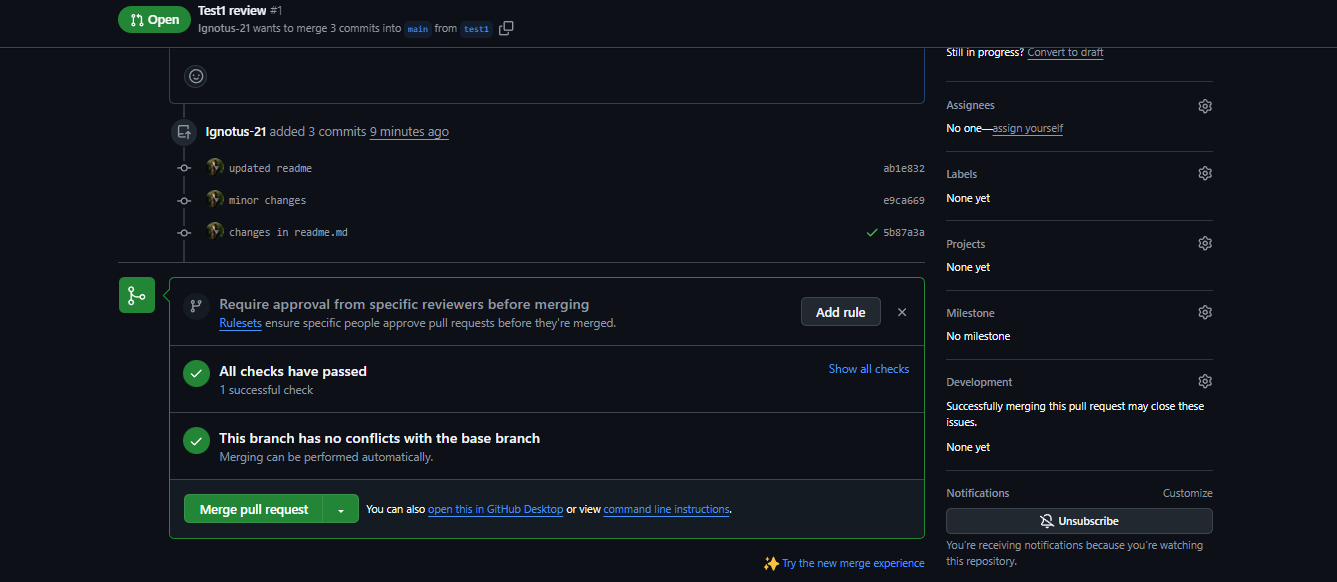 Open
Test1 review #1
Ignotus-21 wants to merge 3 commits into main from test1
Still in progress? Convert to draft
Ignotus-21 added 3 commits 9 minutes ago
updated readme ab1e832
minor changes e9ca669
changes in readme.md 5b87a3a
Require approval from specific reviewers before merging
Rulesets ensure specific people approve pull requests before they're merged.
Add rule
All checks have passed
1 successful check
Show all checks
This branch has no conflicts with the base branch
Merging can be performed automatically.
Merge pull request
You can also open this in GitHub Desktop or view command line instructions.
Try the new merge experience
Assignees
No one—assign yourself
Labels
None yet
Projects
None yet
Milestone
No milestone
Development
Successfully merging this pull request may close these
issues.
None yet
Notifications Customize
Unsubscribe
You're receiving notifications because you're watching
this repository.